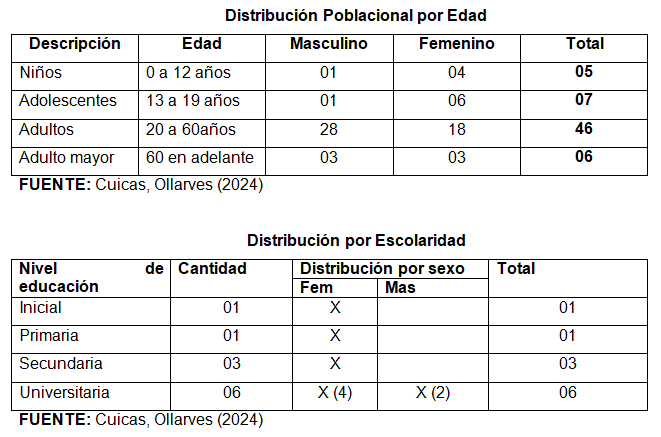 Distribución Poblacional por Edad
Descripción Edad Masculino Femenino Total
Niños 0 a 12 años 01 04 05
Adolescentes 13 a 19 años 01 06 07
Adultos 20 a 60años 28 18 46
Adulto mayor 60 en adelante 03 03 06
FUENTE: Cuicas, Ollarves (2024)
Distribución por Escolaridad
Nivel de educación Cantidad Distribución por sexo Total
Fem Mas
Inicial 01 X 01
Primaria 01 X 01
Secundaria 03 X 03
Universitaria 06 X (4) X (2) 06
FUENTE: Cuicas, Ollarves (2024)